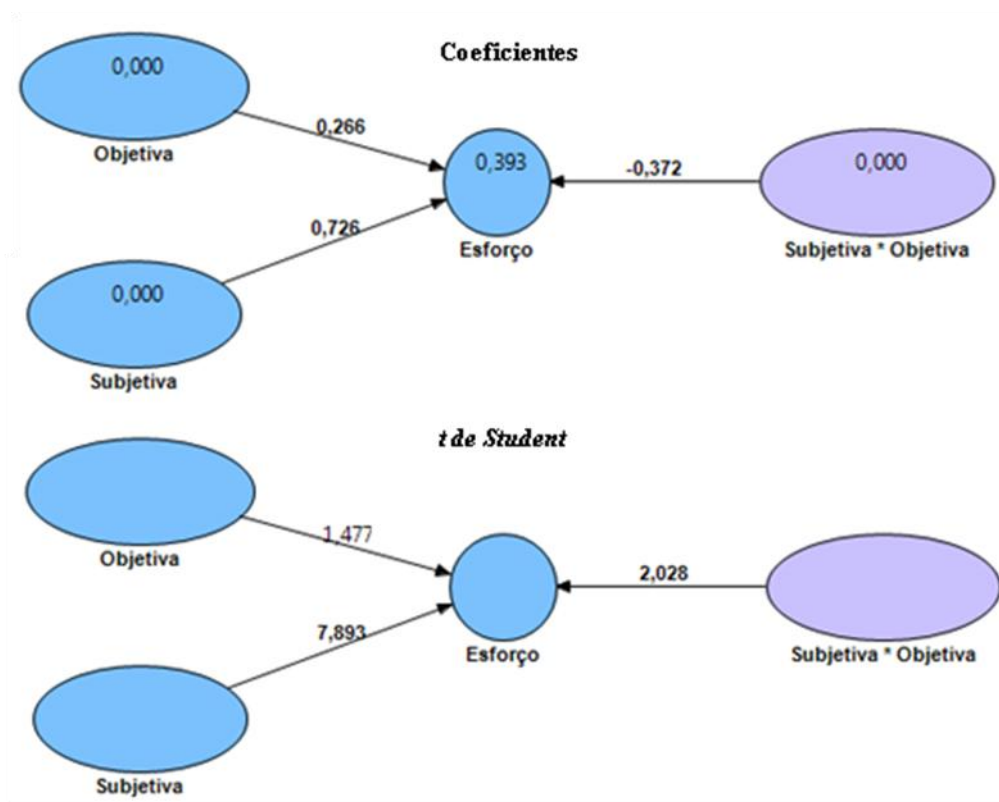 Coeficientes
0,000
Objetiva
0,266
0,393
Esforço
-0,372
0,000
Subjetiva * Objetiva
0,726
0,000
Subjetiva
t de Student
Objetiva
1,477
Esforço
2,028
Subjetiva * Objetiva
7,893
Subjetiva